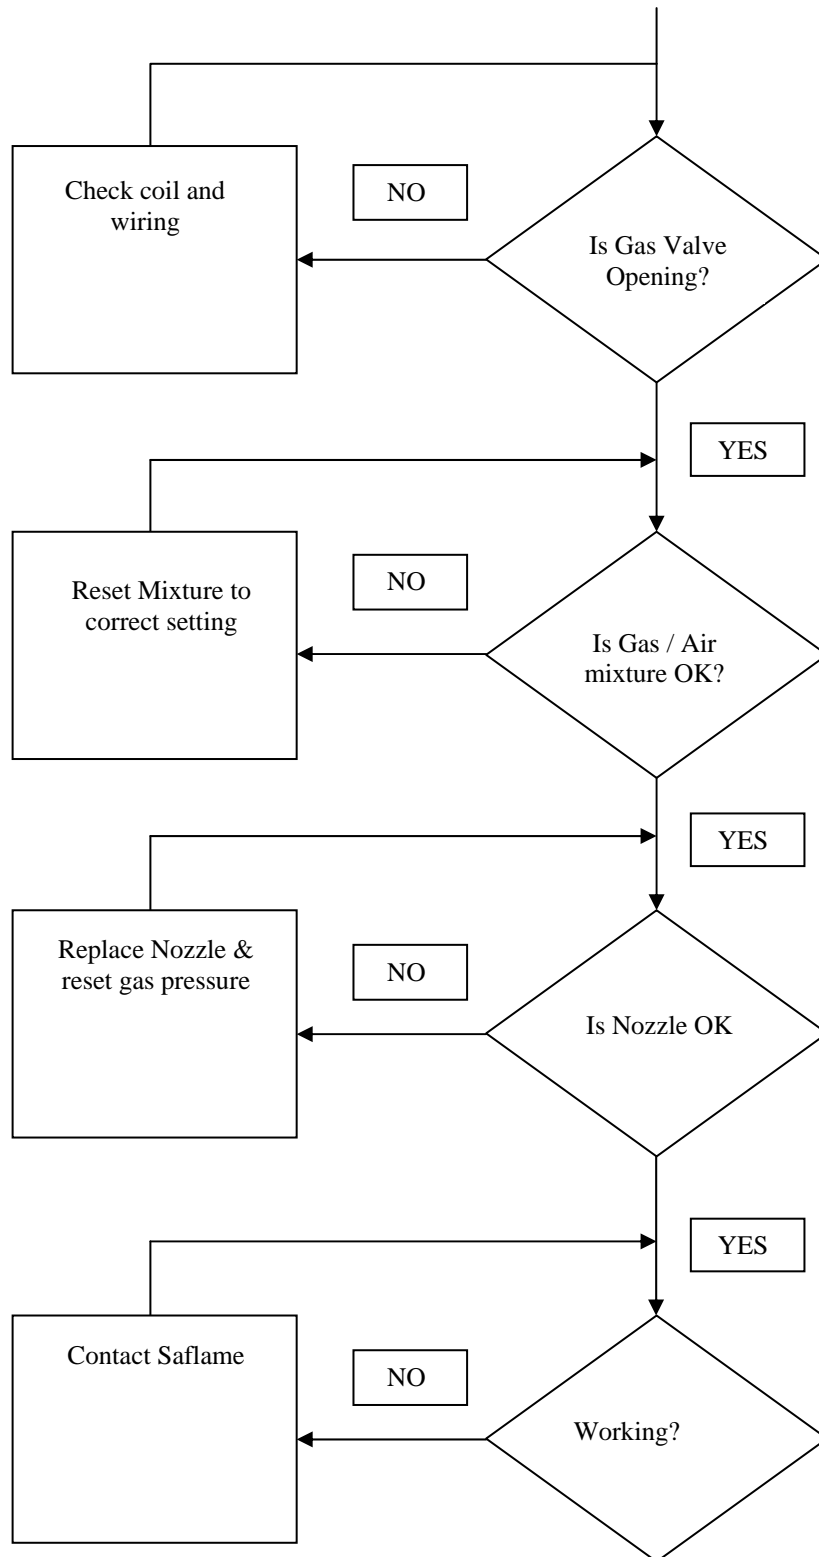 Check coil and
wiring
NO
Is Gas Valve
Opening?
YES
Reset Mixture to
correct setting
NO
Is Gas / Air
mixture OK?
YES
Replace Nozzle &
reset gas pressure
NO
Is Nozzle OK
YES
Contact Saflame
NO
Working?